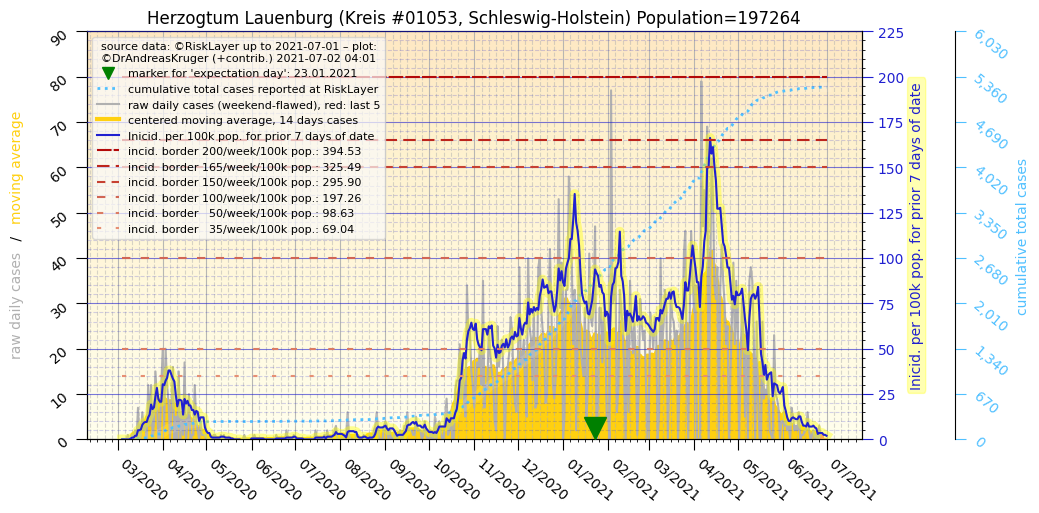 Herzogtum Lauenburg (Kreis #01053, Schleswig-Holstein) Population=197264
source data: ©RiskLayer up to 2021-07-01 – plot:
©DrAndreasKruger (+contrib.) 2021-07-02 04:01
marker for 'expectation day': 23.01.2021
cumulative total cases reported at RiskLayer
raw daily cases (weekend-flawed), red: last 5
centered moving average, 14 days cases
Inicid. per 100k pop. for prior 7 days of date
incid. border 200/week/100k pop.: 394.53
incid. border 165/week/100k pop.: 325.49
incid. border 150/week/100k pop.: 295.90
incid. border 100/week/100k pop.: 197.26
incid. border   50/week/100k pop.: 98.63
incid. border   35/week/100k pop.: 69.04
raw daily cases / moving average
90
80
70
60
50
40
30
20
10
0
225
200
175
150
125
100
75
50
25
0
Inicid. per 100k pop. for prior 7 days of date
6,030
5,360
4,690
4,020
3,350
2,680
2,010
1,340
670
0
cumulative total cases
03/2020
04/2020
05/2020
06/2020
07/2020
08/2020
09/2020
10/2020
11/2020
12/2020
01/2021
02/2021
03/2021
04/2021
05/2021
06/2021
07/2021